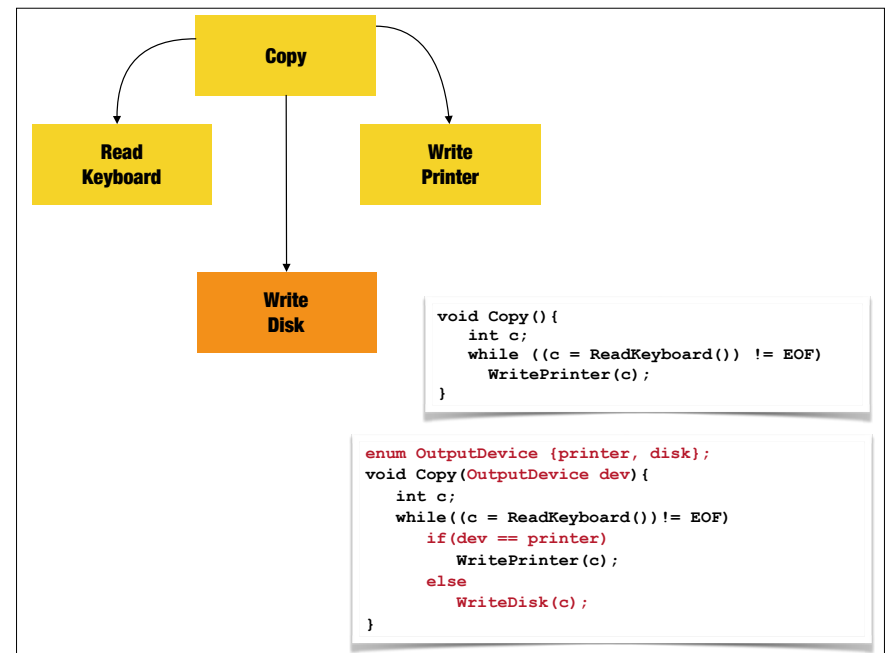 Copy
Read
Keyboard
Write
Printer
Write
Disk
void Copy(){
   int c;
   while ((c = ReadKeyboard()) != EOF)
     WritePrinter(c);
}
enum OutputDevice {printer, disk};
void Copy(OutputDevice dev){
   int c;
   while((c = ReadKeyboard())!= EOF)
      if(dev == printer)
         WritePrinter(c);
      else
         WriteDisk(c);
}